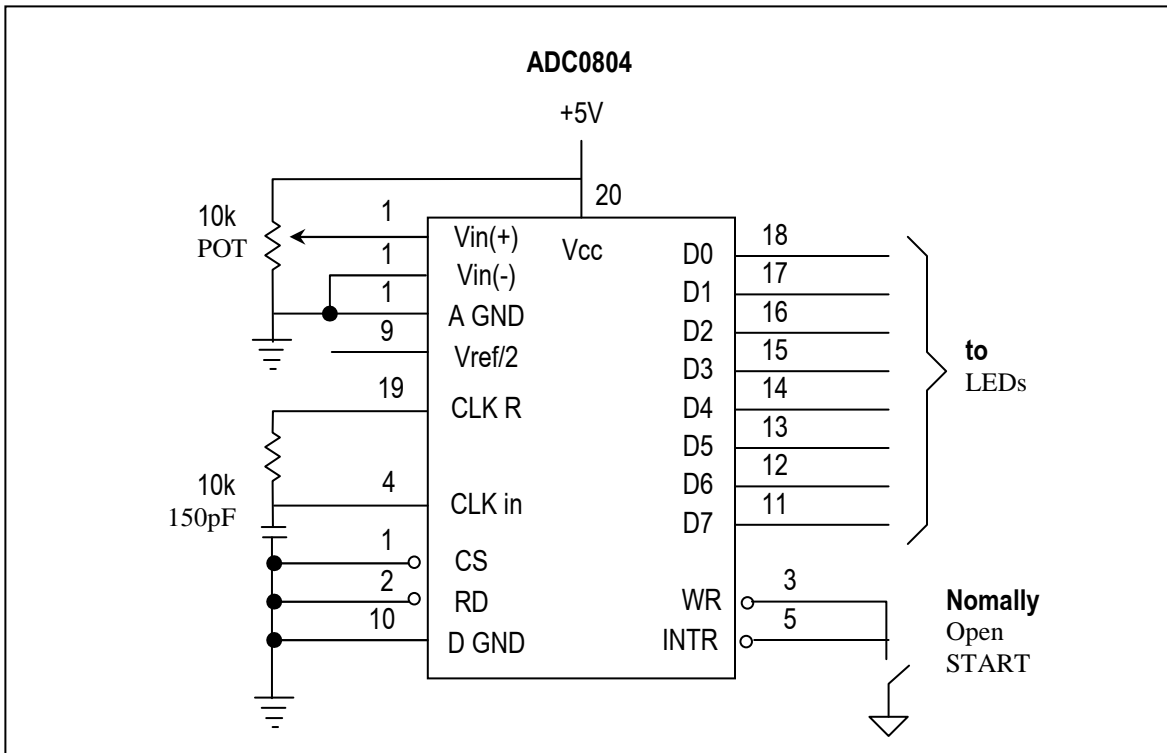 ADC0804
+5V
20
10k
POT
1
Vin(+)
Vcc
1
Vin(-)
1
A GND
9
Vref/2
19
CLK R
10k
150pF
4
CLK in
1
CS
2
RD
10
D GND
D0
18
D1
17
D2
16
D3
15
D4
14
D5
13
D6
12
D7
11
to
LEDs
WR
3
INTR
5
Nomally
Open
START